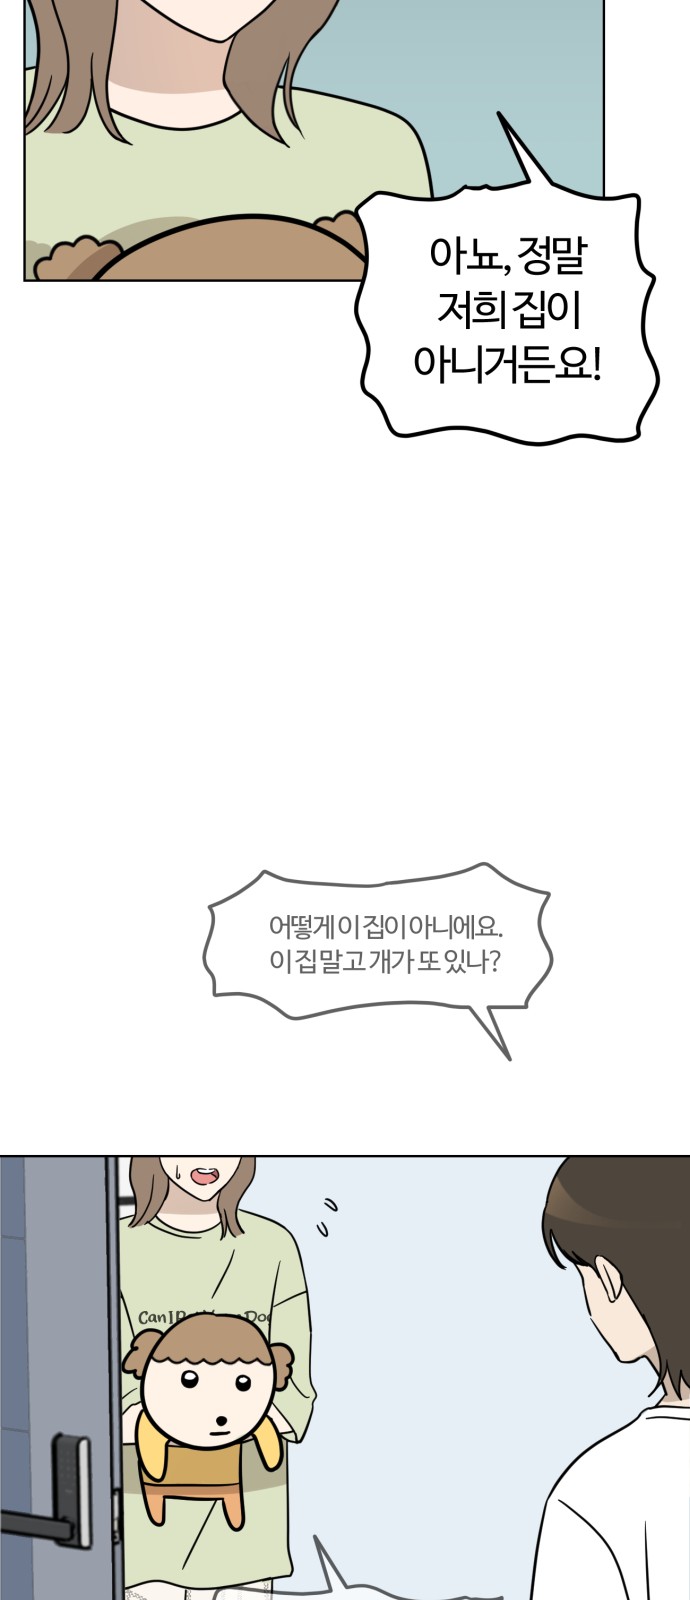 아뇨, 정말
저희 집이
아니거든요!
어떻게 이 집이 아니에요.
이 집 말고 개가 또 있나?
Can I